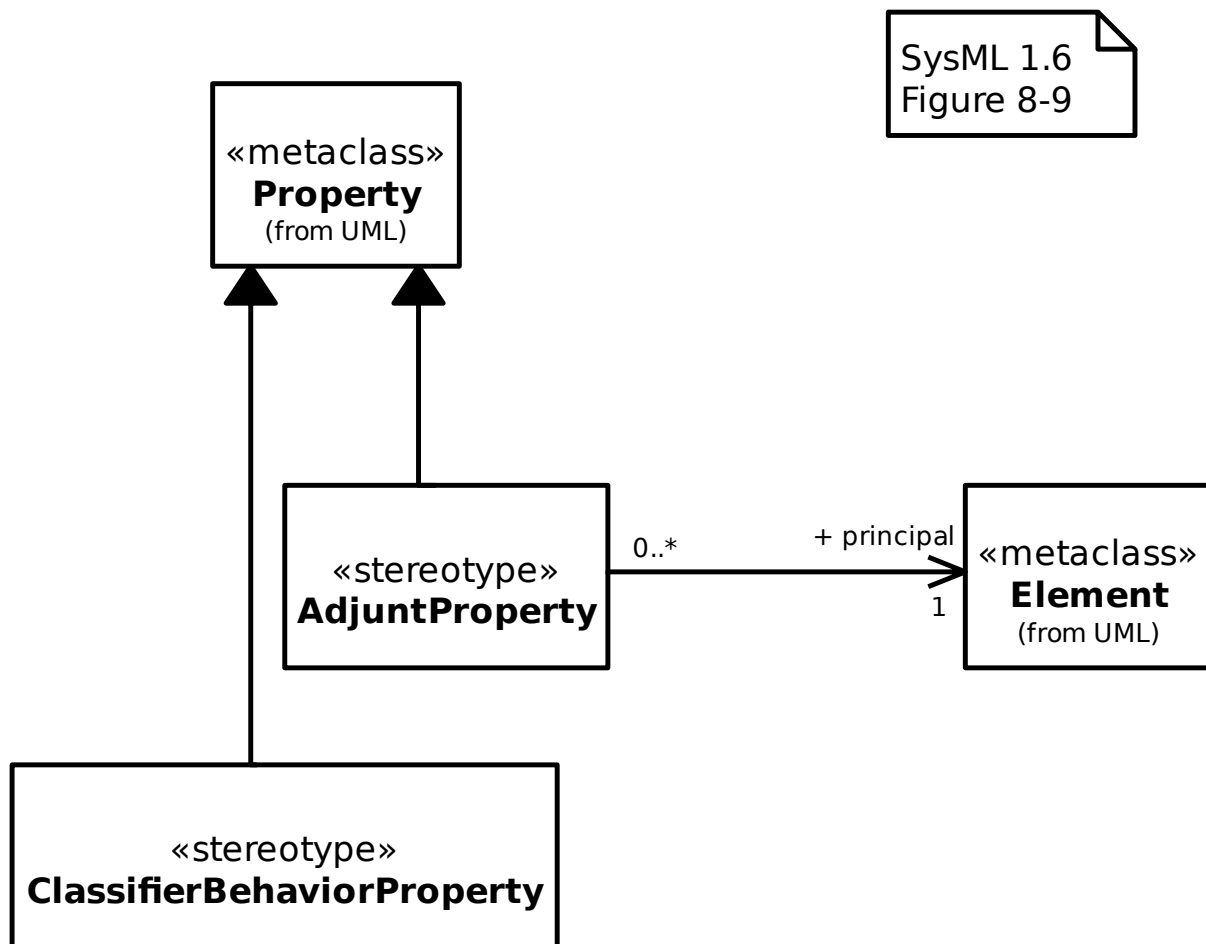 SysML 1.6
Figure 8-9
«metaclass»
Property
(from UML)
«stereotype»
AdjuntProperty
0..*
+ principal
1
«metaclass»
Element
(from UML)
«stereotype»
ClassifierBehaviorProperty